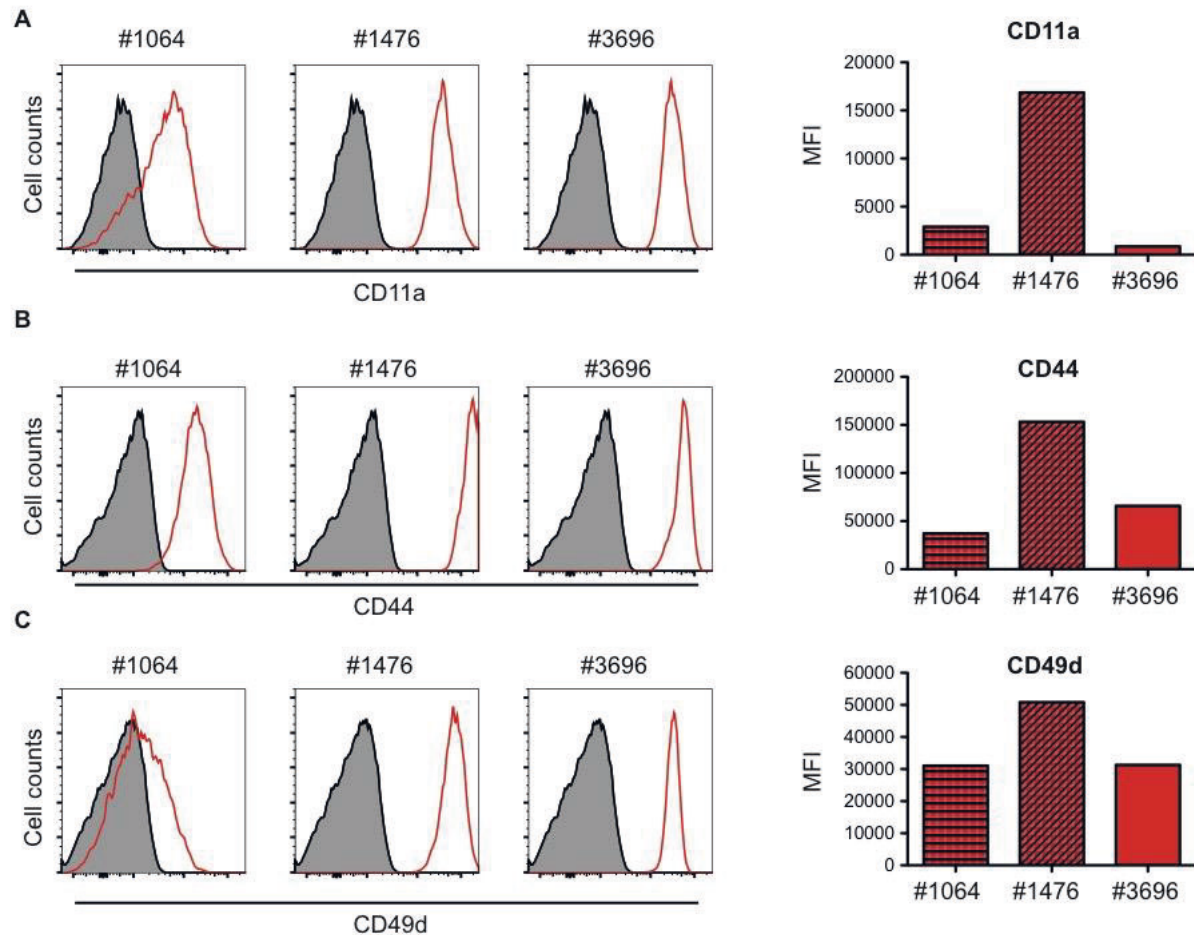 A
#1064 #1476 #3696
Cell counts
CD11a
CD11a
MFI
20000
15000
10000
5000
0
#1064 #1476 #3696
B
#1064 #1476 #3696
Cell counts
CD44
CD44
MFI
200000
150000
100000
50000
0
#1064 #1476 #3696
C
#1064 #1476 #3696
Cell counts
CD49d
CD49d
MFI
60000
50000
40000
30000
20000
10000
0
#1064 #1476 #3696